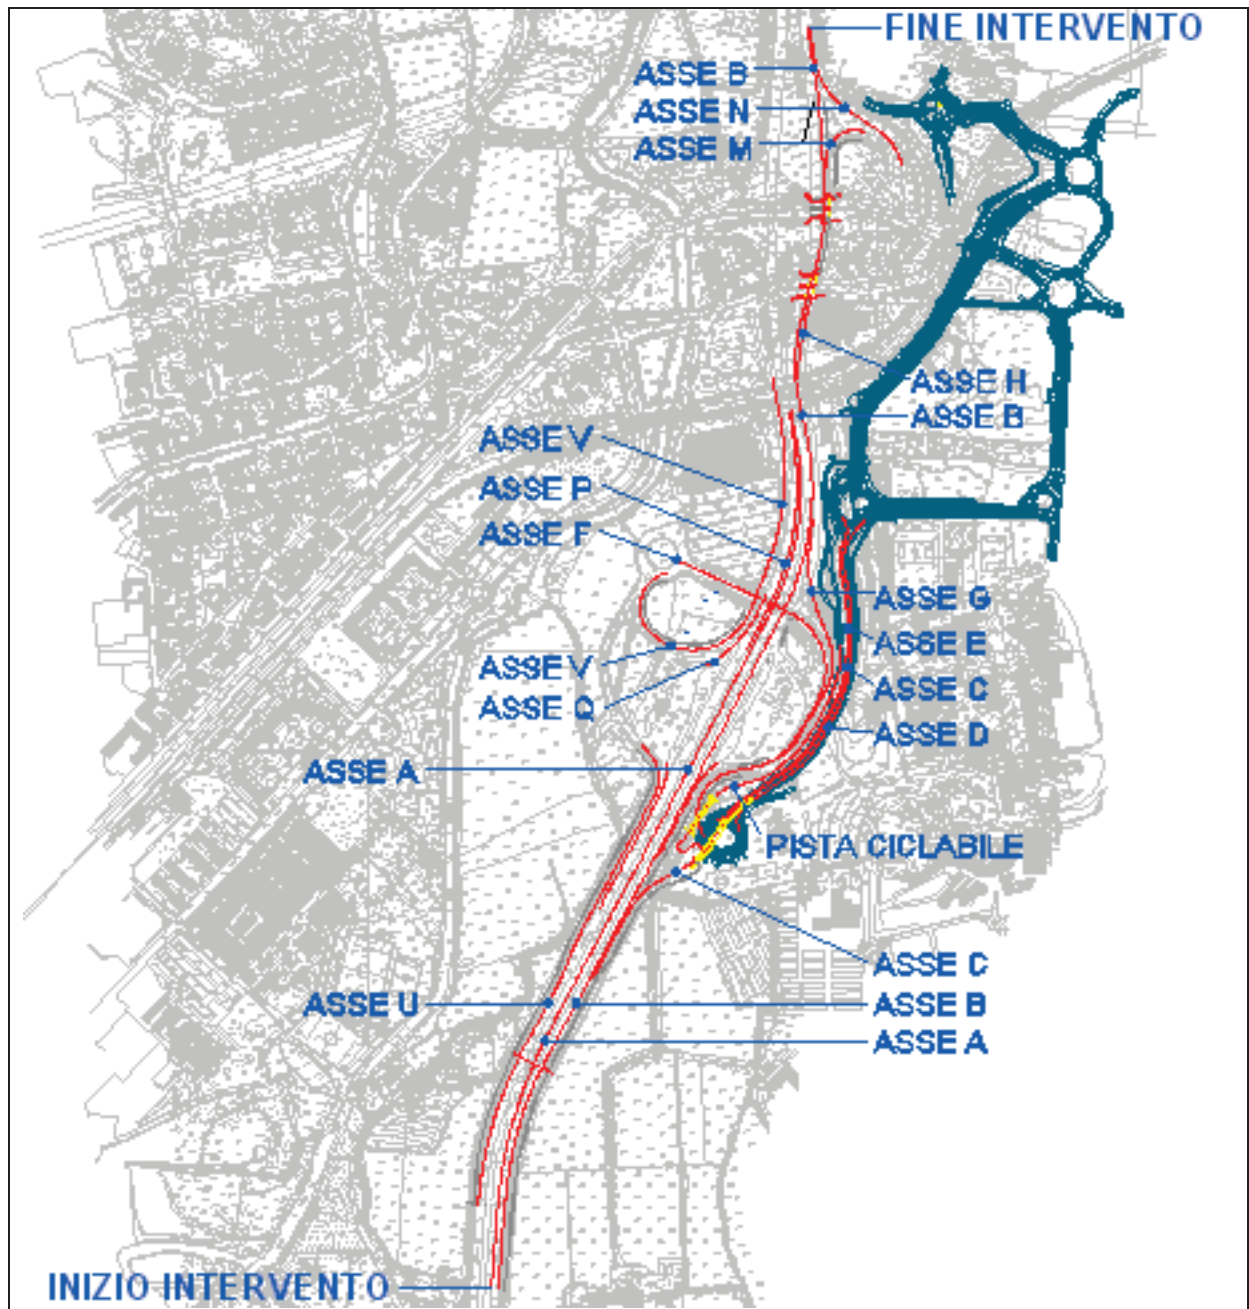 FINE INTERVENTO
ASSE B
ASSE N
ASSE M
ASSE H
ASSE B
ASSE V
ASSE P
ASSE F
ASSE G
ASSE E
ASSE V
ASSE C
ASSE Q
ASSE D
ASSE A
PISTA CICLABILE
ASSE C
ASSE U
ASSE B
ASSE A
INIZIO INTERVENTO